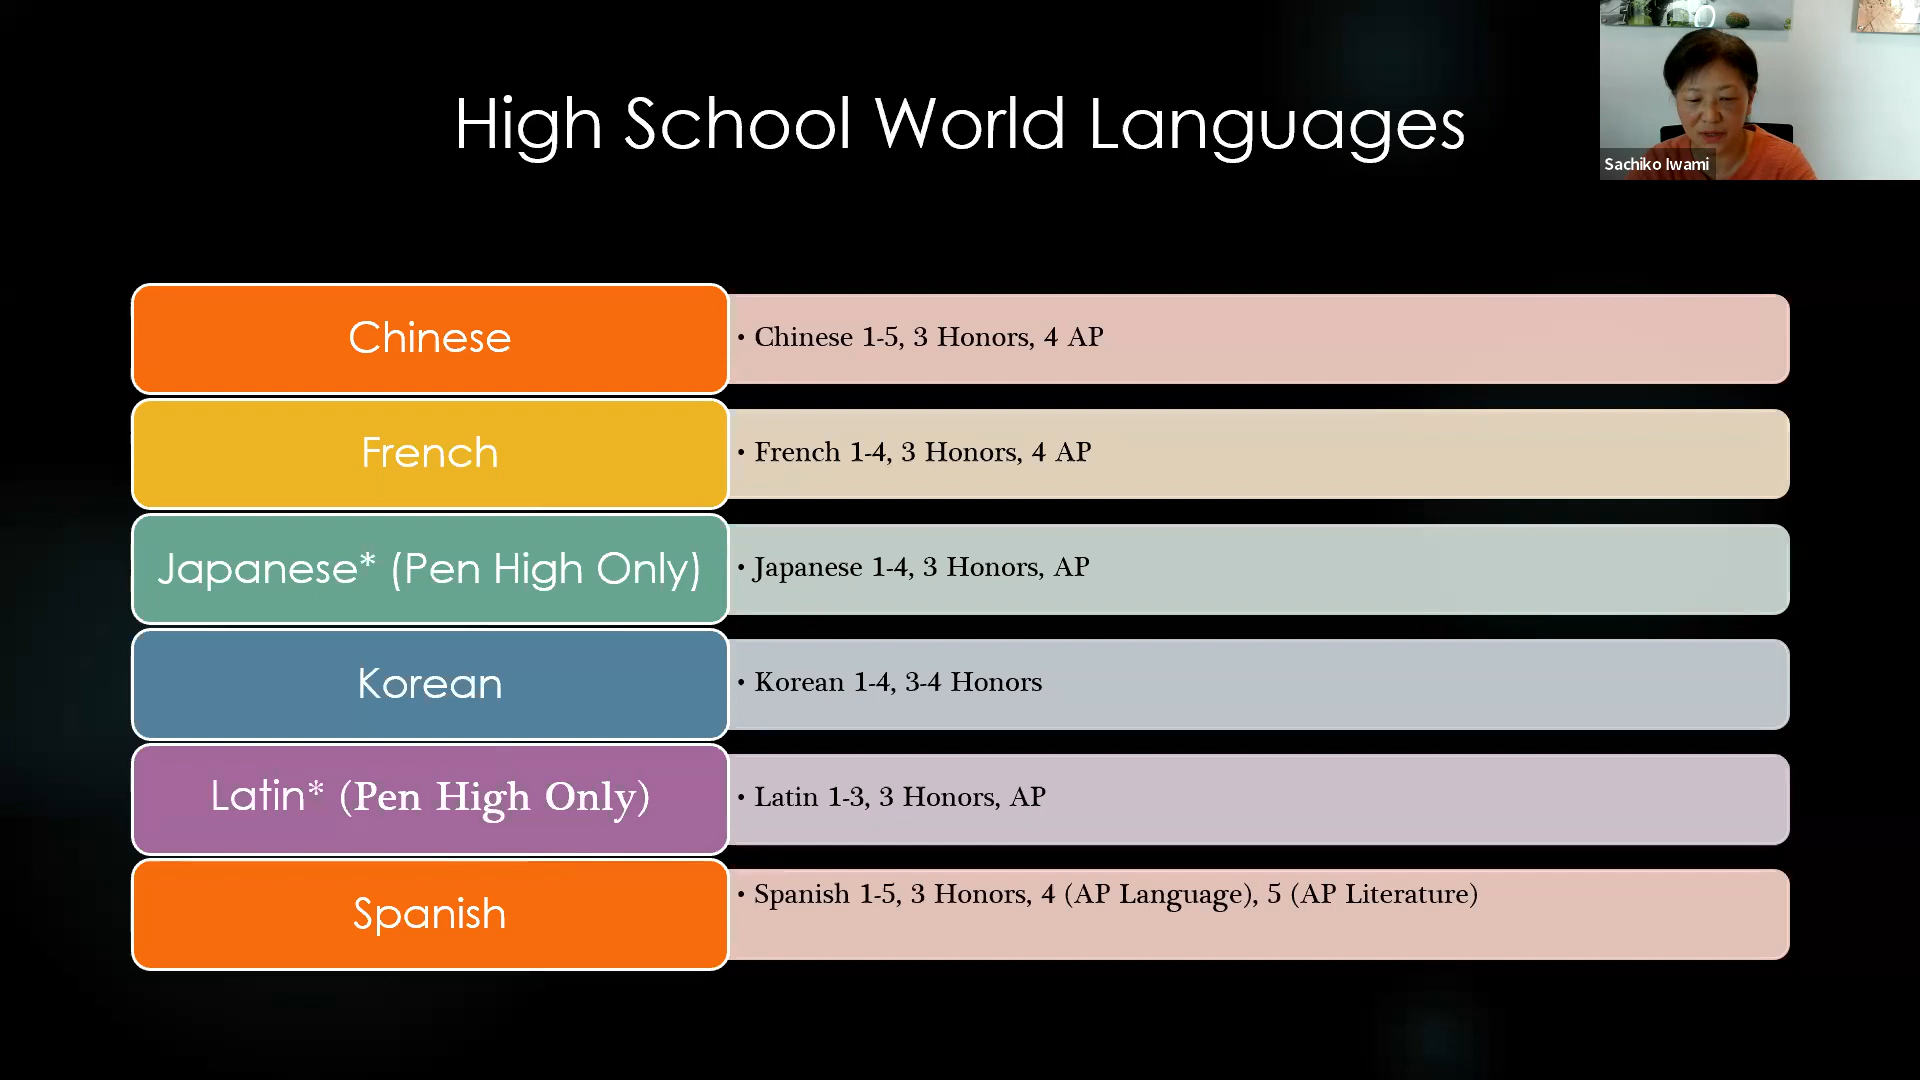 High School World Languages
Sachiko Iwami
Chinese
• Chinese 1-5, 3 Honors, 4 AP
French
• French 1-4, 3 Honors, 4 AP
Japanese* (Pen High Only)
• Japanese 1-4, 3 Honors, AP
Korean
• Korean 1-4, 3-4 Honors
Latin* (Pen High Only)
• Latin 1-3, 3 Honors, AP
Spanish
• Spanish 1-5, 3 Honors, 4 (AP Language), 5 (AP Literature)